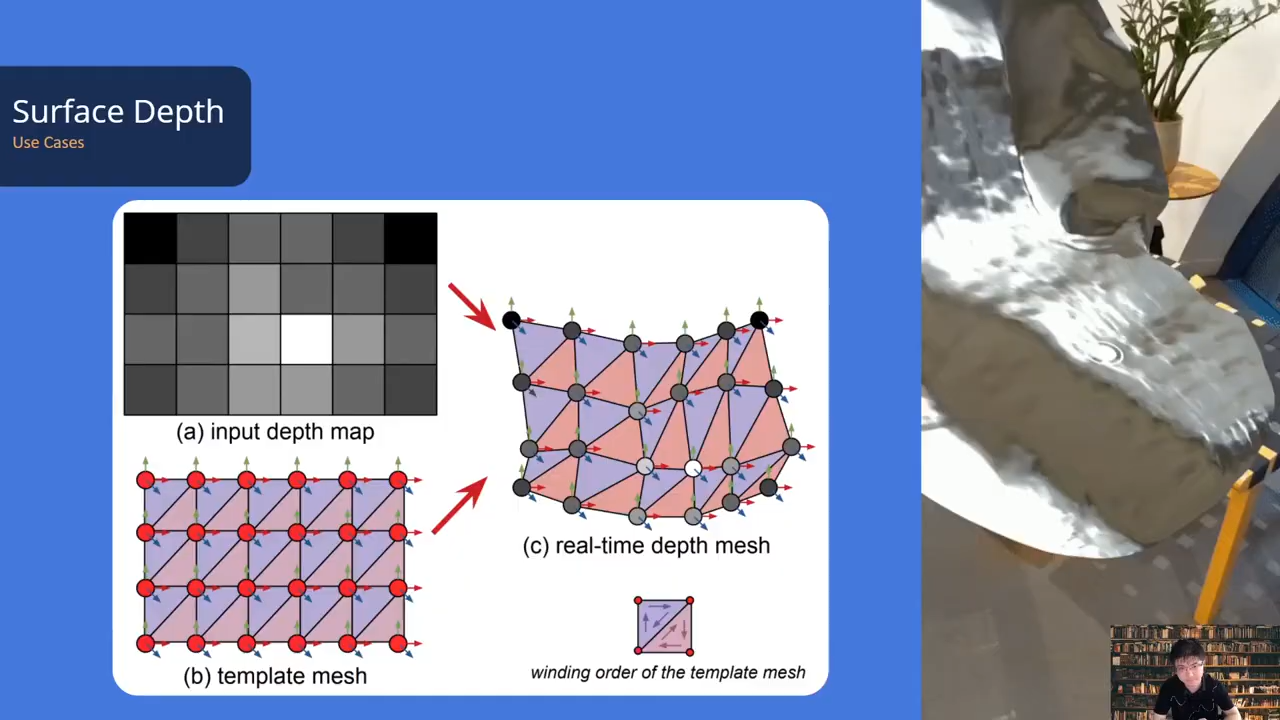 Surface Depth
Use Cases
(a) input depth map
(b) template mesh
(c) real-time depth mesh
winding order of the template mesh